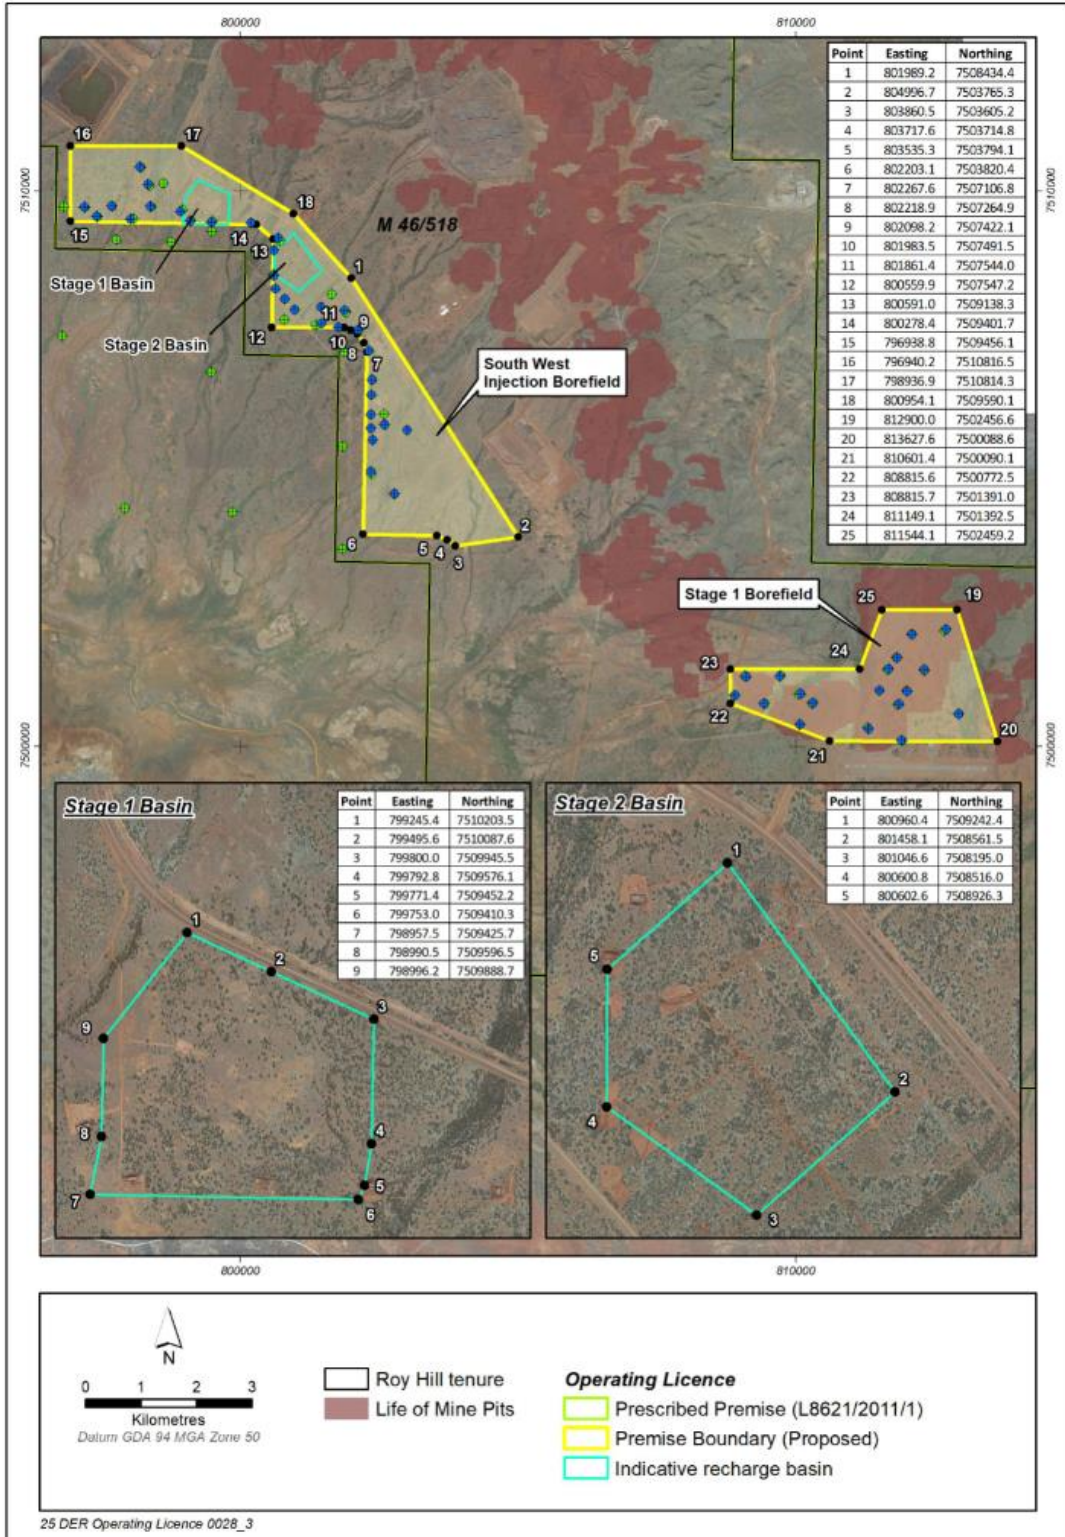 800000 810000
Point Easting Northing
1 801989.2 7508434.4
2 804996.7 7503765.3
3 803860.5 7503605.2
4 803717.6 7503714.8
5 803535.3 7503794.1
6 802203.1 7503820.4
7 802267.6 7507106.8
8 802218.9 7507264.9
9 802098.2 7507422.1
10 801983.5 7507491.5
11 801861.4 7507544.0
12 800559.9 7507547.2
13 800591.0 7509138.3
14 800278.4 7509401.7
15 796938.8 7509456.1
16 796940.2 7510816.5
17 798936.9 7510814.3
18 800954.1 7509590.1
19 812900.0 7502456.6
20 813627.6 7500088.6
21 810601.4 7500090.1
22 808815.6 7500772.5
23 808815.7 7501391.0
24 811149.1 7501392.5
25 811544.1 7502459.2
16 17
7510000 7510000
18
M 46/518
15 14
13
Stage 1 Basin
1
Stage 2 Basin
12 11
10 9
8
7
South West
Injection Borefield
6 5 4 3 2
Stage 1 Borefield
25 19
24
23
22
21 20
7500000 7500000
Stage 1 Basin
Point Easting Northing
1 799245.4 7510203.5
2 799495.6 7510087.6
3 799800.0 7509945.5
4 799792.8 7509576.1
5 799771.4 7509452.2
6 799753.0 7509410.3
7 798957.5 7509425.7
8 798990.5 7509596.5
9 798996.2 7509888.7
1
2
3
9
4
8
5
7
6
Stage 2 Basin
Point Easting Northing
1 800960.4 7509242.4
2 801458.1 7508561.5
3 801046.6 7508195.0
4 800600.8 7508516.0
5 800602.6 7508926.3
1
5
2
4
3
800000 810000
N
0 1 2 3
Kilometres
Datum GDA 94 MGA Zone 50
Roy Hill tenure
Life of Mine Pits
Operating Licence
Prescribed Premise (L8621/2011/1)
Premise Boundary (Proposed)
Indicative recharge basin
25 DER Operating Licence 0028_3